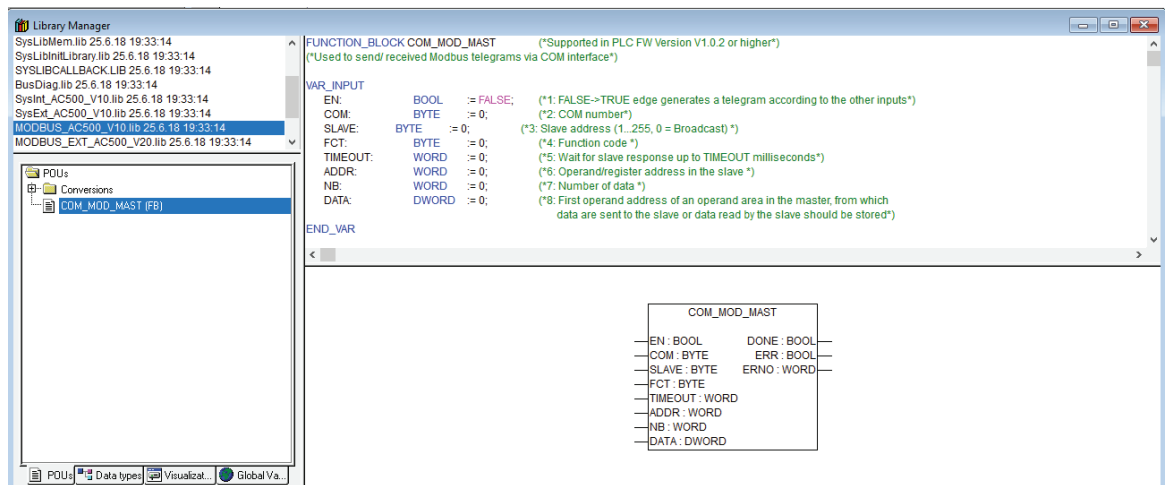 Library Manager
SysLibMem.lib 25.6.18 19:33:14
SysLibInitLibrary.lib 25.6.18 19:33:14
SYSLIBCALLBACK.LIB 25.6.18 19:33:14
BusDiag.lib 25.6.18 19:33:14
SysInt_AC500_V10.lib 25.6.18 19:33:14
SysExt_AC500_V10.lib 25.6.18 19:33:14
MODBUS_AC500_V10.lib 25.6.18 19:33:14
MODBUS_EXT_AC500_V20.lib 25.6.18 19:33:14
POUs
Conversions
COM_MOD_MAST (FB)
POUs Data types Visualizat... Global Va...
FUNCTION_BLOCK COM_MOD_MAST (*Supported in PLC FW Version V1.0.2 or higher*)
(*Used to send/ received Modbus telegrams via COM interface*)
VAR_INPUT
EN: BOOL := FALSE; (*1: FALSE->TRUE edge generates a telegram according to the other inputs*)
COM: BYTE := 0; (*2: COM number*)
SLAVE: BYTE := 0; (*3: Slave address (1...255, 0 = Broadcast) *)
FCT: BYTE := 0; (*4: Function code *)
TIMEOUT: WORD := 0; (*5: Wait for slave response up to TIMEOUT milliseconds*)
ADDR: WORD := 0; (*6: Operand/register address in the slave *)
NB: WORD := 0; (*7: Number of data *)
DATA: DWORD := 0; (*8: First operand address of an operand area in the master, from which
data are sent to the slave or data read by the slave should be stored*)
END_VAR
COM_MOD_MAST
EN : BOOL DONE : BOOL
COM : BYTE ERR : BOOL
SLAVE : BYTE ERNO : WORD
FCT : BYTE
TIMEOUT : WORD
ADDR : WORD
NB : WORD
DATA : DWORD